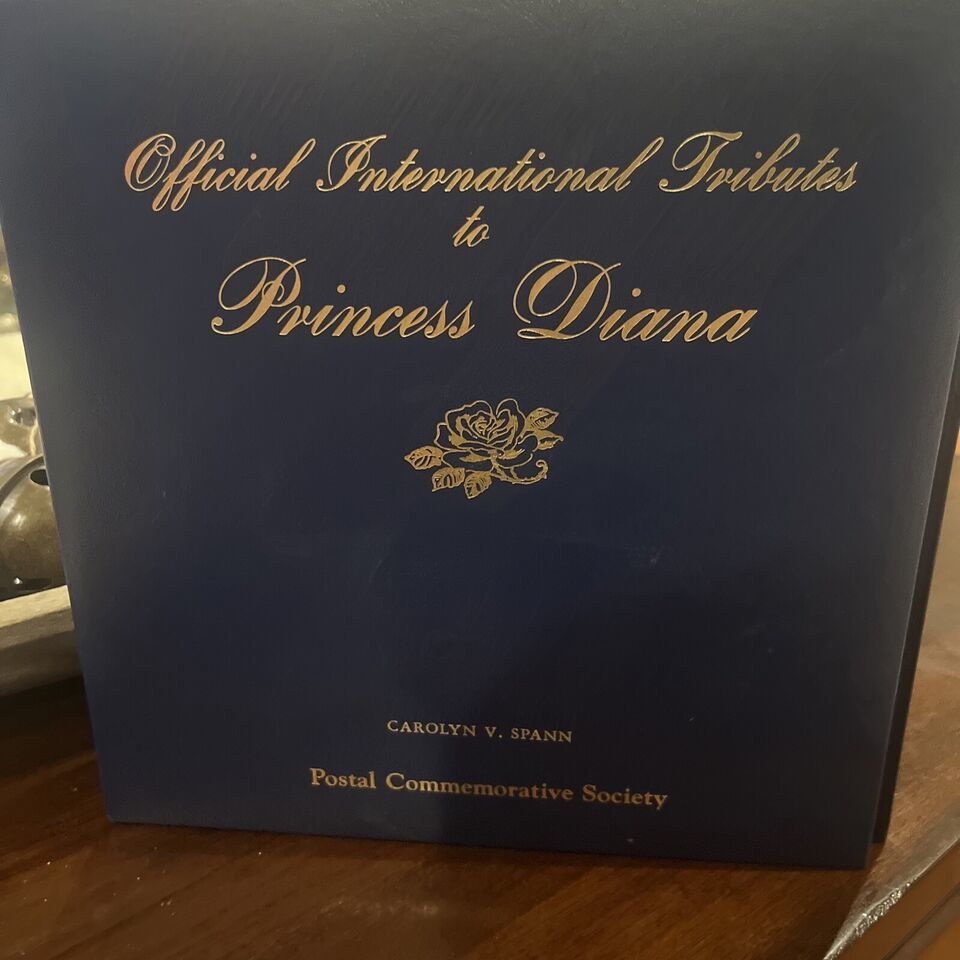 Official International Tributes
to
Princess Diana
CAROLYN V. SPANN
Postal Commemorative Society